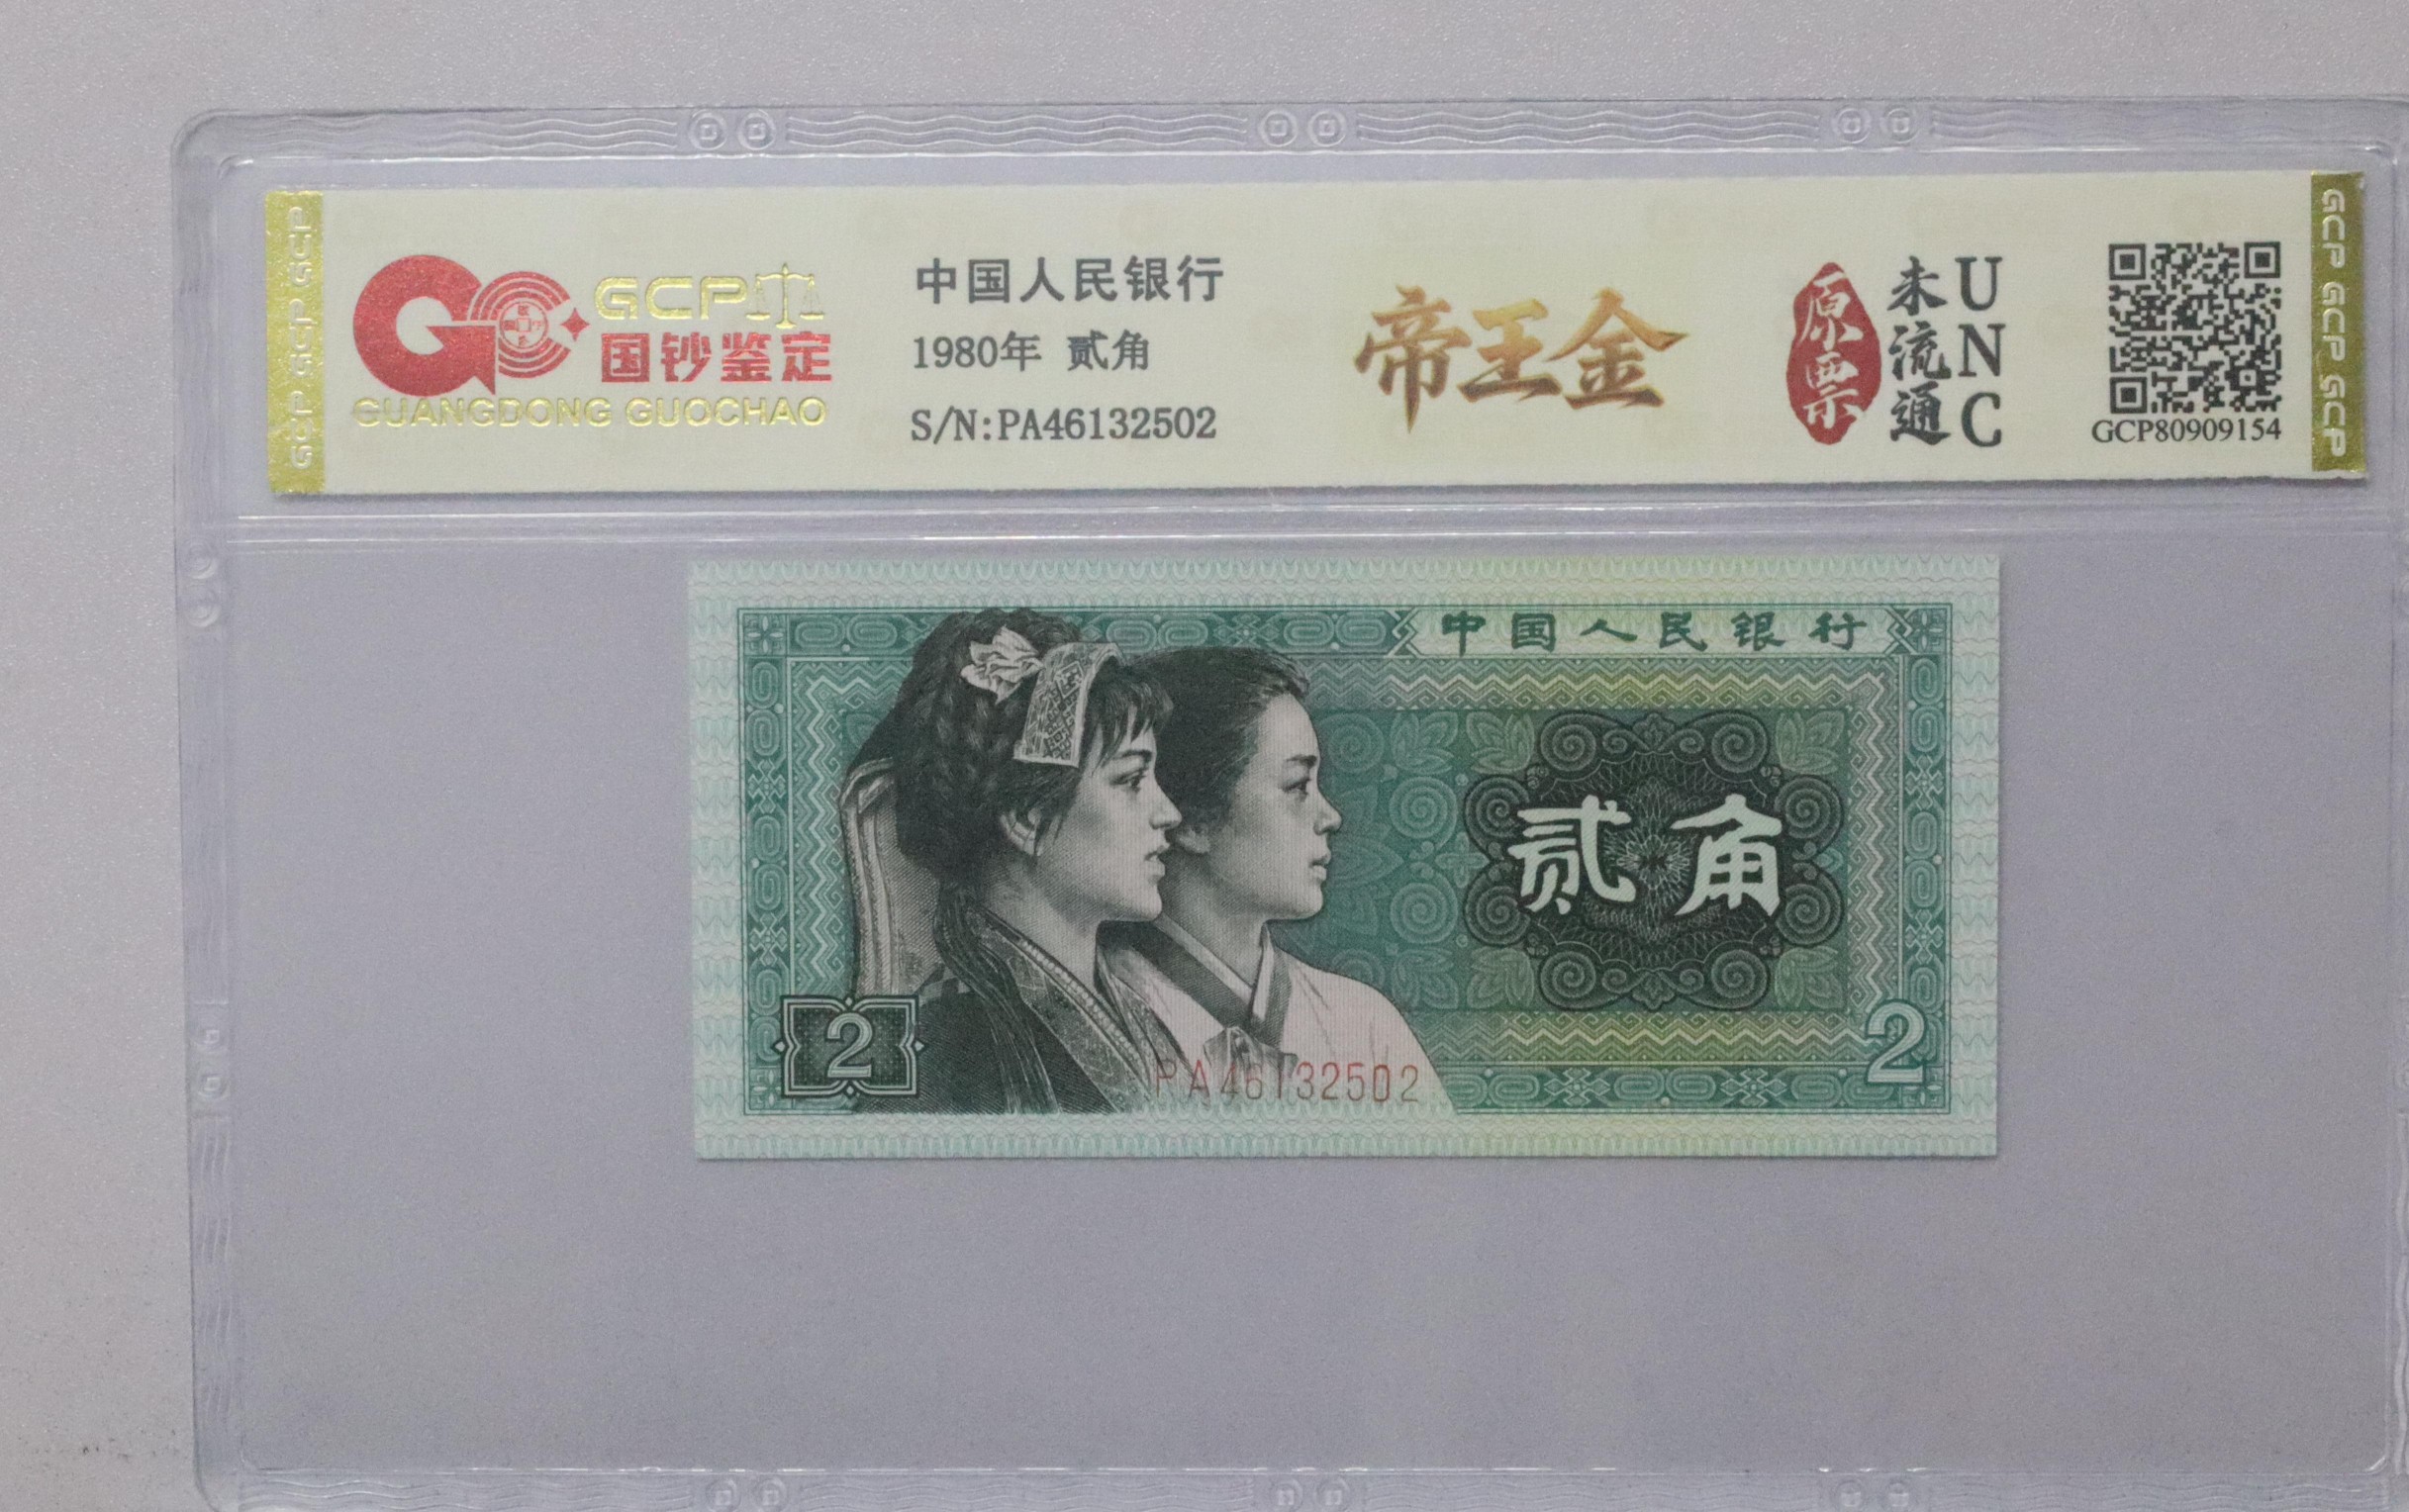 GCP
国钞鉴定
GUANGDONG GUOCHAO
中国人民银行
1980年 贰角
S/N:PA46132502
帝王金
原票
未流通
UNC
GCP80909154
GCP GCP GCP
GCP GCP GCP
中国人民银行
贰角
2
2
PA46132502